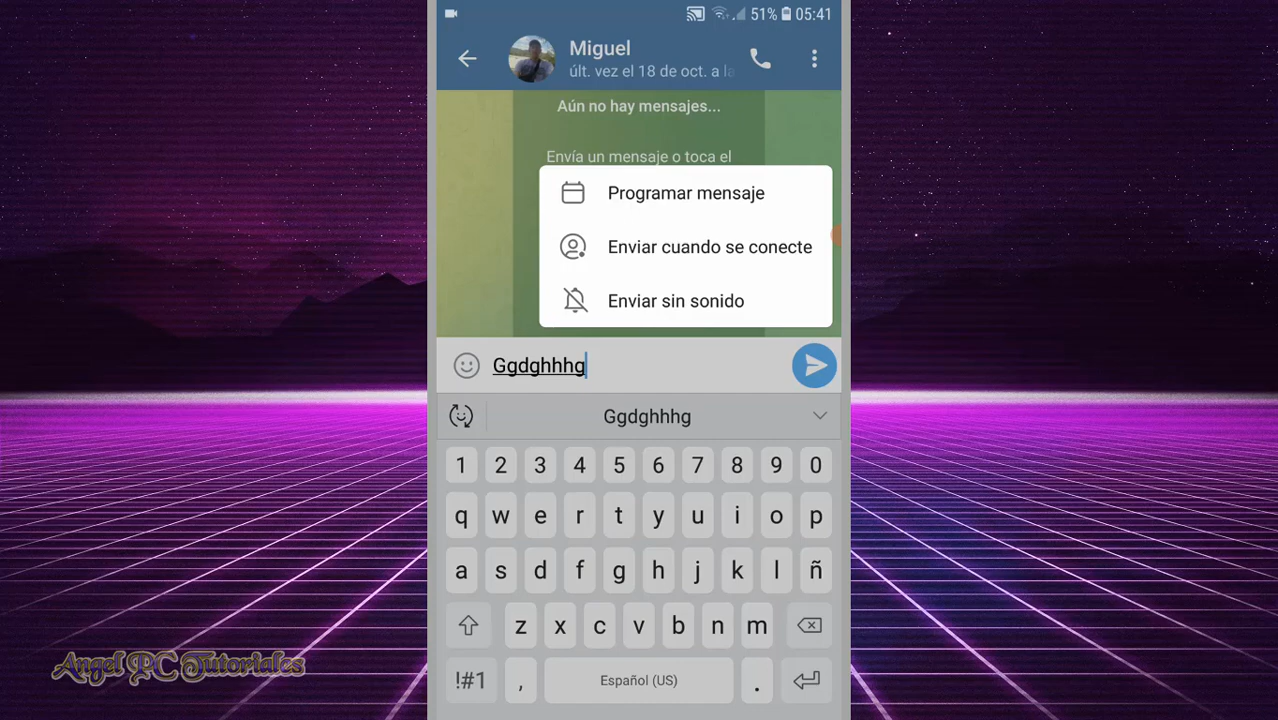 51% 05:41
Miguel
últ. vez el 18 de oct. a la
Aún no hay mensajes...
Envía un mensaje o toca el
Programar mensaje
Enviar cuando se conecte
Enviar sin sonido
Ggdghhhg
Ggdghhhg
1 2 3 4 5 6 7 8 9 0
q w e r t y u i o p
a s d f g h j k l ñ
z x c v b n m
!#1 , Español (US) .
Angel PC Tutoriales